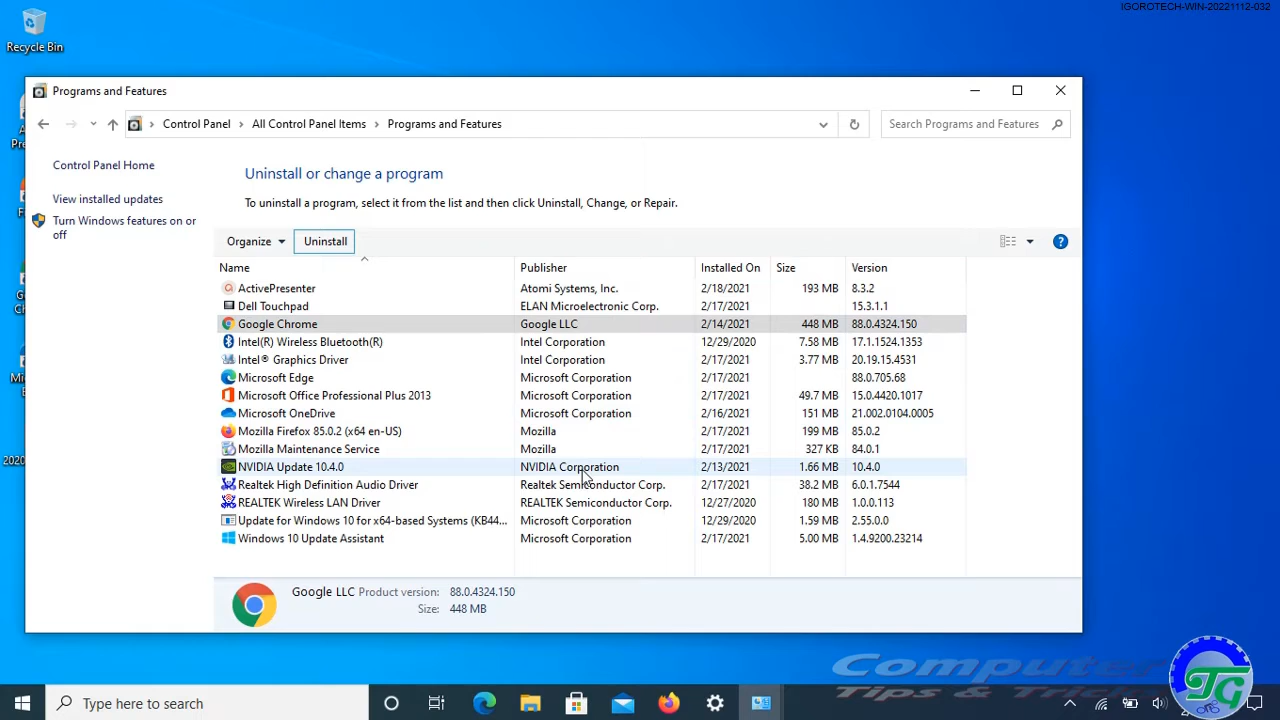 IGOROTECH-WIN-20221112-032
Recycle Bin
Programs and Features
Control Panel All Control Panel Items Programs and Features
Search Programs and Features
Control Panel Home
View installed updates
Turn Windows features on or
off
Uninstall or change a program
To uninstall a program, select it from the list and then click Uninstall, Change, or Repair.
Organize Uninstall
Name Publisher Installed On Size Version
ActivePresenter Atomi Systems, Inc. 2/18/2021 193 MB 8.3.2
Dell Touchpad ELAN Microelectronic Corp. 2/17/2021 15.3.1.1
Google Chrome Google LLC 2/14/2021 448 MB 88.0.4324.150
Intel(R) Wireless Bluetooth(R) Intel Corporation 12/29/2020 7.58 MB 17.1.1524.1353
Intel® Graphics Driver Intel Corporation 2/17/2021 3.77 MB 20.19.15.4531
Microsoft Edge Microsoft Corporation 2/17/2021 88.0.705.68
Microsoft Office Professional Plus 2013 Microsoft Corporation 2/17/2021 49.7 MB 15.0.4420.1017
Microsoft OneDrive Microsoft Corporation 2/16/2021 151 MB 21.002.0104.0005
Mozilla Firefox 85.0.2 (x64 en-US) Mozilla 2/17/2021 199 MB 85.0.2
Mozilla Maintenance Service Mozilla 2/17/2021 327 KB 84.0.1
NVIDIA Update 10.4.0 NVIDIA Corporation 2/13/2021 1.66 MB 10.4.0
Realtek High Definition Audio Driver Realtek Semiconductor Corp. 2/17/2021 38.2 MB 6.0.1.7544
REALTEK Wireless LAN Driver REALTEK Semiconductor Corp. 12/27/2020 180 MB 1.0.0.113
Update for Windows 10 for x64-based Systems (KB44... Microsoft Corporation 12/29/2020 1.59 MB 2.55.0.0
Windows 10 Update Assistant Microsoft Corporation 2/17/2021 5.00 MB 1.4.9200.23214
Google LLC Product version: 88.0.4324.150
Size: 448 MB
Computer
Tips & Tricks
TG
Type here to search